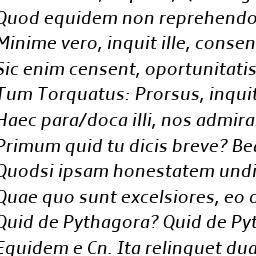 Quod equidem non reprehendo
Minime vero, inquit ille, consen
Sic enim censent, oportunitatis
Tum Torquatus: Prorsus, inquit
Haec para/doca illi, nos admira
Primum quid tu dicis breve? Bea
Quodsi ipsam honestatem undi
Quae quo sunt excelsiores, eo d
Quid de Pythagora? Quid de Pyt
Equidem e Cn. Ita relinquet dua